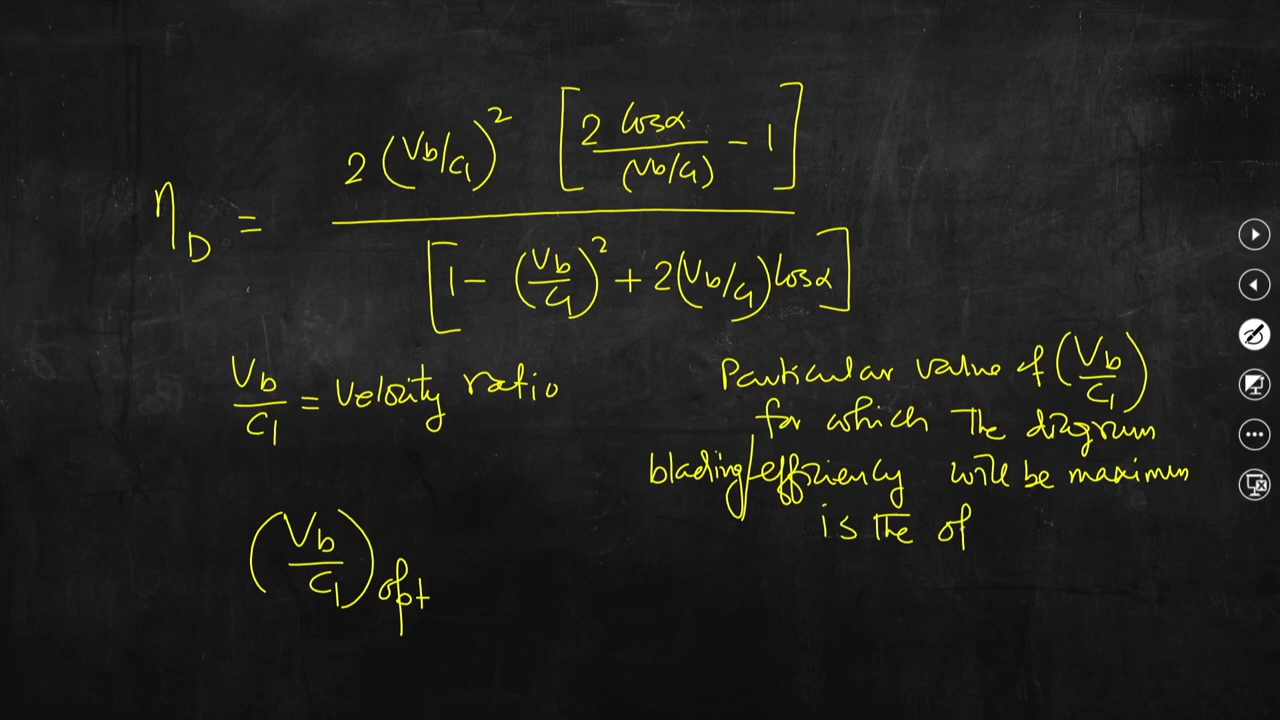 η_D = 2 (Vb/C1)² [2 cosα / (Vb/C1) - 1] / [1 - (Vb/C1)² + 2(Vb/C1) cosα]
Vb/C1 = velosity ratio
Particular value of (Vb/C1)
for which the diagram
blading/efficiency will be maximum
is the of
(Vb/C1)opt